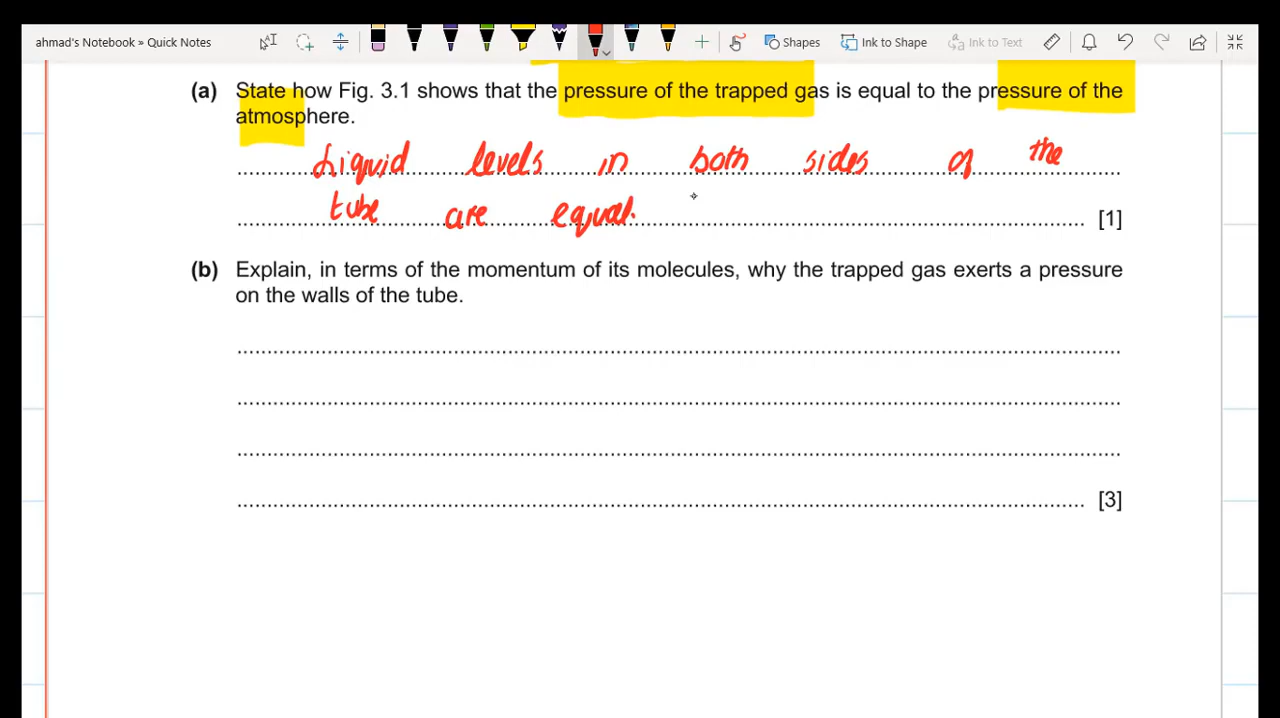 ahmad's Notebook » Quick Notes
Shapes
Ink to Shape
Ink to Text
(a) State how Fig. 3.1 shows that the pressure of the trapped gas is equal to the pressure of the
atmosphere.
Liquid levels in both sides of the
tube are equal. [1]
(b) Explain, in terms of the momentum of its molecules, why the trapped gas exerts a pressure
on the walls of the tube.
[3]